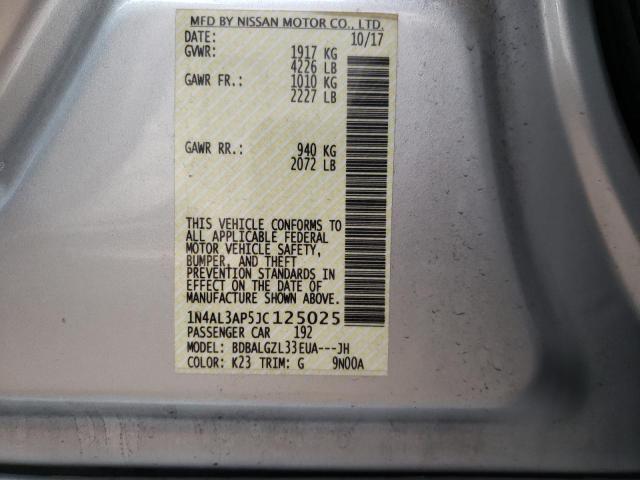 MFD BY NISSAN MOTOR CO., LTD.
DATE: 10/17
GVWR: 1917 KG
4226 LB
GAWR FR.: 1010 KG
2227 LB
GAWR RR.: 940 KG
2072 LB
THIS VEHICLE CONFORMS TO
ALL APPLICABLE FEDERAL
MOTOR VEHICLE SAFETY,
BUMPER, AND THEFT
PREVENTION STANDARDS IN
EFFECT ON THE DATE OF
MANUFACTURE SHOWN ABOVE.
1N4AL3AP5JC125025
PASSENGER CAR 192
MODEL: BDBALGZL33EUA---JH
COLOR: K23 TRIM: G 9N00A